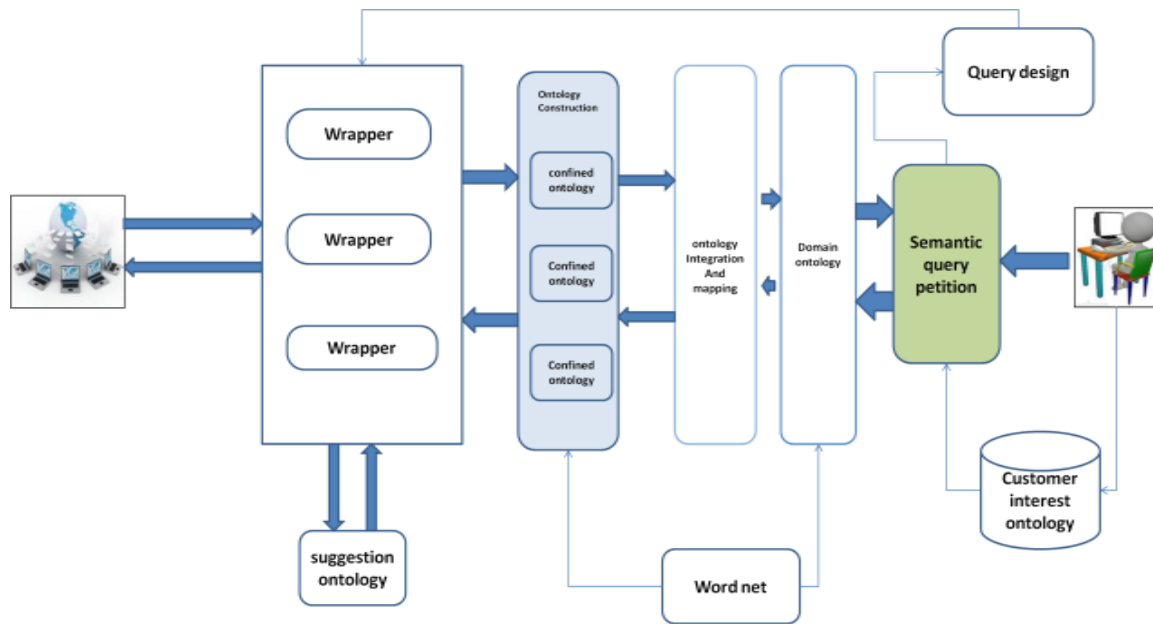 Query design
Wrapper
Wrapper
Wrapper
Ontology
Construction
confined
ontology
Confined
ontology
Confined
ontology
ontology
Integration
And
mapping
Domain
ontology
Semantic
query
petition
Customer
interest
ontology
suggestion
ontology
Word net